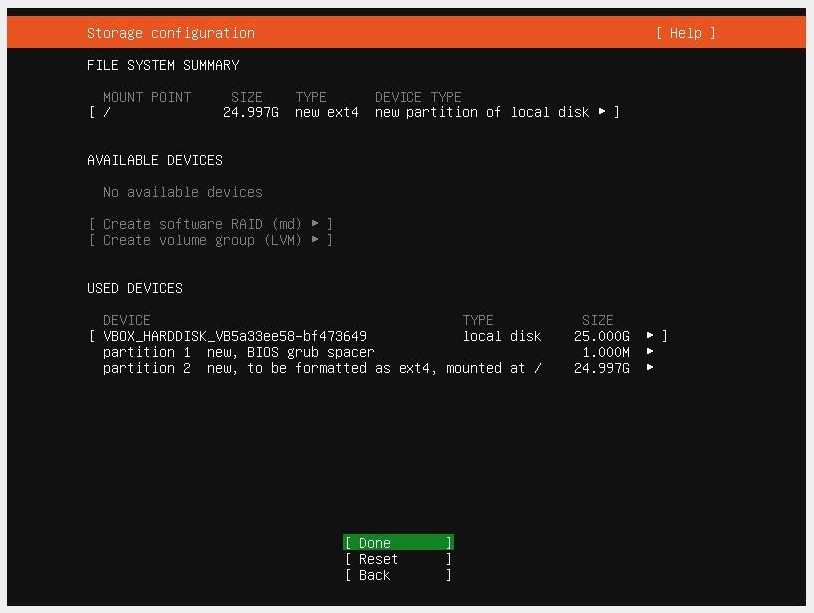 Storage configuration [ Help ]
FILE SYSTEM SUMMARY
MOUNT POINT SIZE TYPE DEVICE TYPE
[ / 24.997G new ext4 new partition of local disk ▸ ]
AVAILABLE DEVICES
No available devices
[ Create software RAID (md) ▸ ]
[ Create volume group (LVM) ▸ ]
USED DEVICES
DEVICE TYPE SIZE
[ VBOX_HARDDISK_VB5a33ee58-bf473649 local disk 25.000G ▸ ]
partition 1 new, BIOS grub spacer 1.000M ▸
partition 2 new, to be formatted as ext4, mounted at / 24.997G ▸
[ Done ]
[ Reset ]
[ Back ]